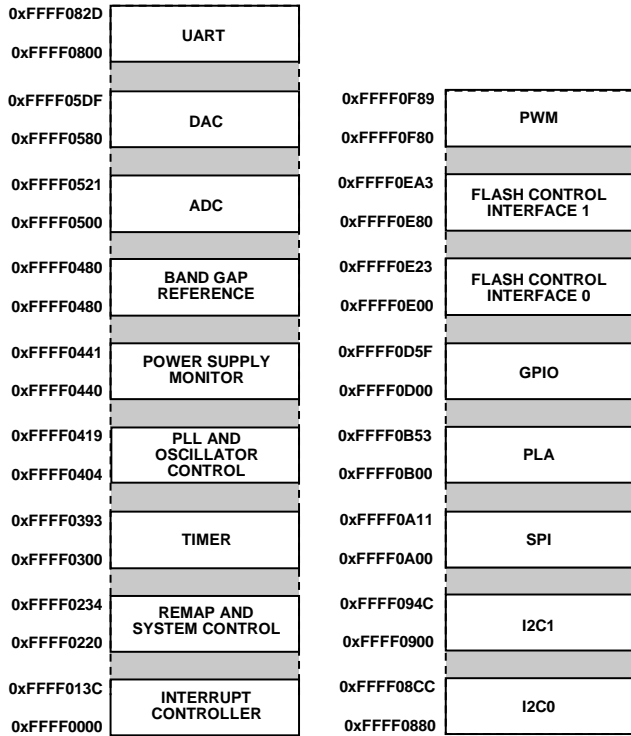 0xFFFF082D
UART
0xFFFF0800
0xFFFF05DF
DAC
0xFFFF0580
0xFFFF0521
ADC
0xFFFF0500
0xFFFF0480
BAND GAP
REFERENCE
0xFFFF0480
0xFFFF0441
POWER SUPPLY
MONITOR
0xFFFF0440
0xFFFF0419
PLL AND
OSCILLATOR
CONTROL
0xFFFF0404
0xFFFF0393
TIMER
0xFFFF0300
0xFFFF0234
REMAP AND
SYSTEM CONTROL
0xFFFF0220
0xFFFF013C
INTERRUPT
CONTROLLER
0xFFFF0000
0xFFFF0F89
PWM
0xFFFF0F80
0xFFFF0EA3
FLASH CONTROL
INTERFACE 1
0xFFFF0E80
0xFFFF0E23
FLASH CONTROL
INTERFACE 0
0xFFFF0E00
0xFFFF0D5F
GPIO
0xFFFF0D00
0xFFFF0B53
PLA
0xFFFF0B00
0xFFFF0A11
SPI
0xFFFF0A00
0xFFFF094C
I2C1
0xFFFF0900
0xFFFF08CC
I2C0
0xFFFF0880